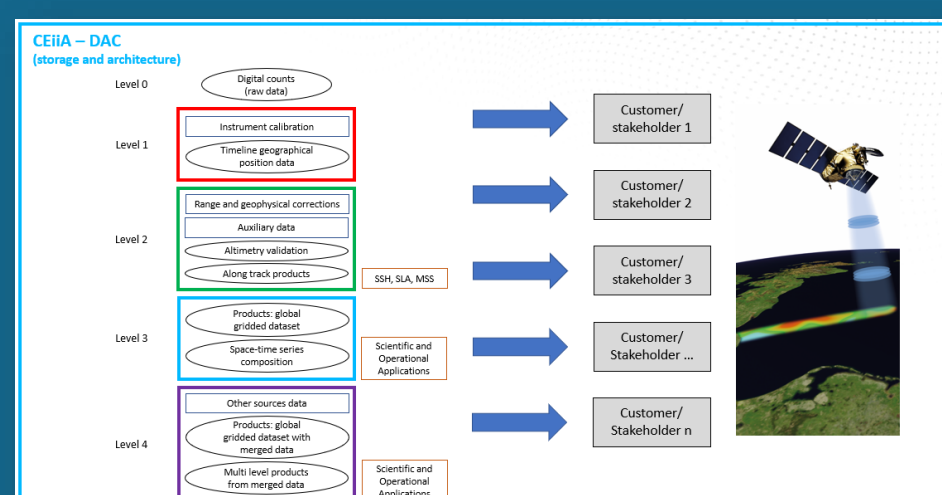 CEiiA – DAC
(storage and architecture)
Level 0
Digital counts
(raw data)
Level 1
Instrument calibration
Timeline geographical
position data
Level 2
Range and geophysical corrections
Auxiliary data
Altimetry validation
Along track products
SSH, SLA, MSS
Level 3
Products: global
gridded dataset
Space-time series
composition
Scientific and
Operational
Applications
Level 4
Other sources data
Products: global
gridded dataset with
merged data
Multi level products
from merged data
Scientific and
Operational
Applications
Customer/
stakeholder 1
Customer/
stakeholder 2
Customer/
stakeholder 3
Customer/
Stakeholder ...
Customer/
Stakeholder n